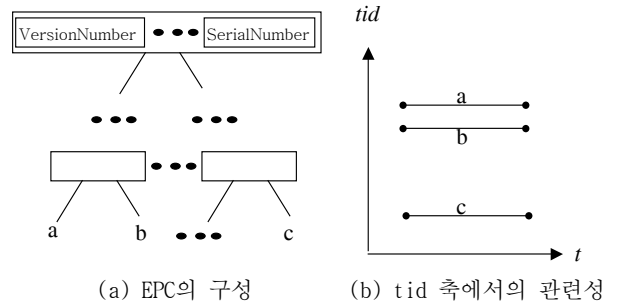 VersionNumber ••• SerialNumber
a b c
(a) EPC의 구성
tid
a
b
c
t
(b) tid 축에서의 관련성